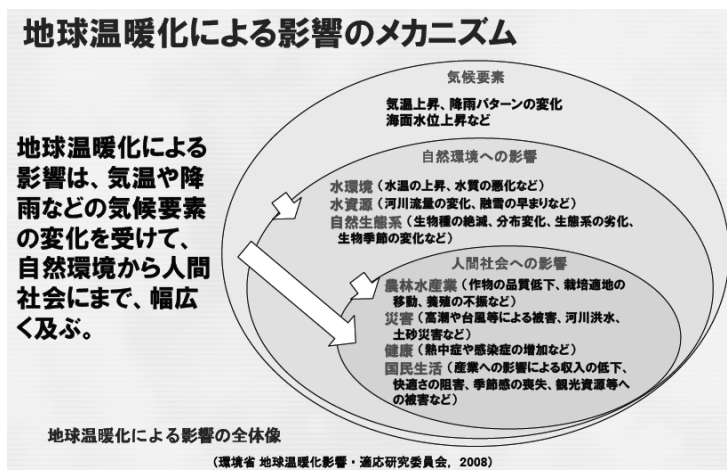 地球温暖化による影響のメカニズム
気候要素
気温上昇、降雨パターンの変化
海面水位上昇など
地球温暖化による
影響は、気温や降
雨などの気候要素
の変化を受けて、
自然環境から人間
社会にまで、幅広
く及ぶ。
自然環境への影響
水環境（水温の上昇、水質の悪化など）
水資源（河川流量の変化、融雪の早まりなど）
自然生態系（生物種の絶滅、分布変化、生態系の劣化、
生物季節の変化など）
人間社会への影響
農林水産業（作物の品質低下、栽培適地の
移動、養殖の不振など）
災害（高潮や台風等による被害、河川洪水、
土砂災害など）
健康（熱中症や感染症の増加など）
国民生活（産業への影響による収入の低下、
快適さの阻害、季節感の喪失、観光資源等へ
の被害など）
地球温暖化による影響の全体像
（環境省 地球温暖化影響・適応研究委員会，2008）